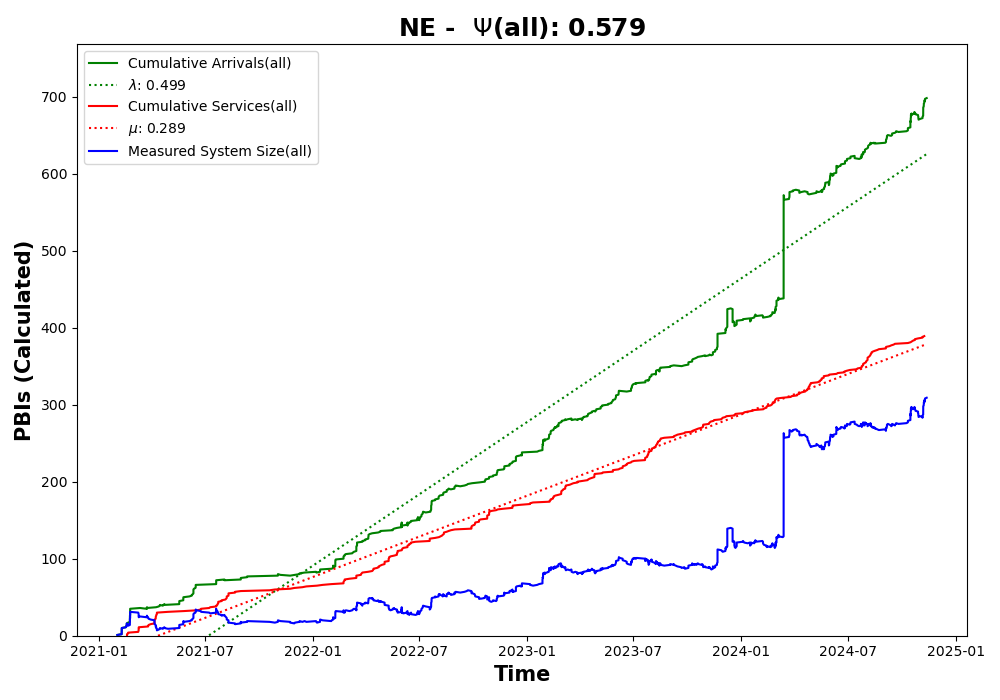 NE -  Ψ(all): 0.579
Cumulative Arrivals(all)
λ: 0.499
Cumulative Services(all)
μ: 0.289
Measured System Size(all)
PBIs (Calculated)
700
600
500
400
300
200
100
0
2021-01 2021-07 2022-01 2022-07 2023-01 2023-07 2024-01 2024-07 2025-01
Time